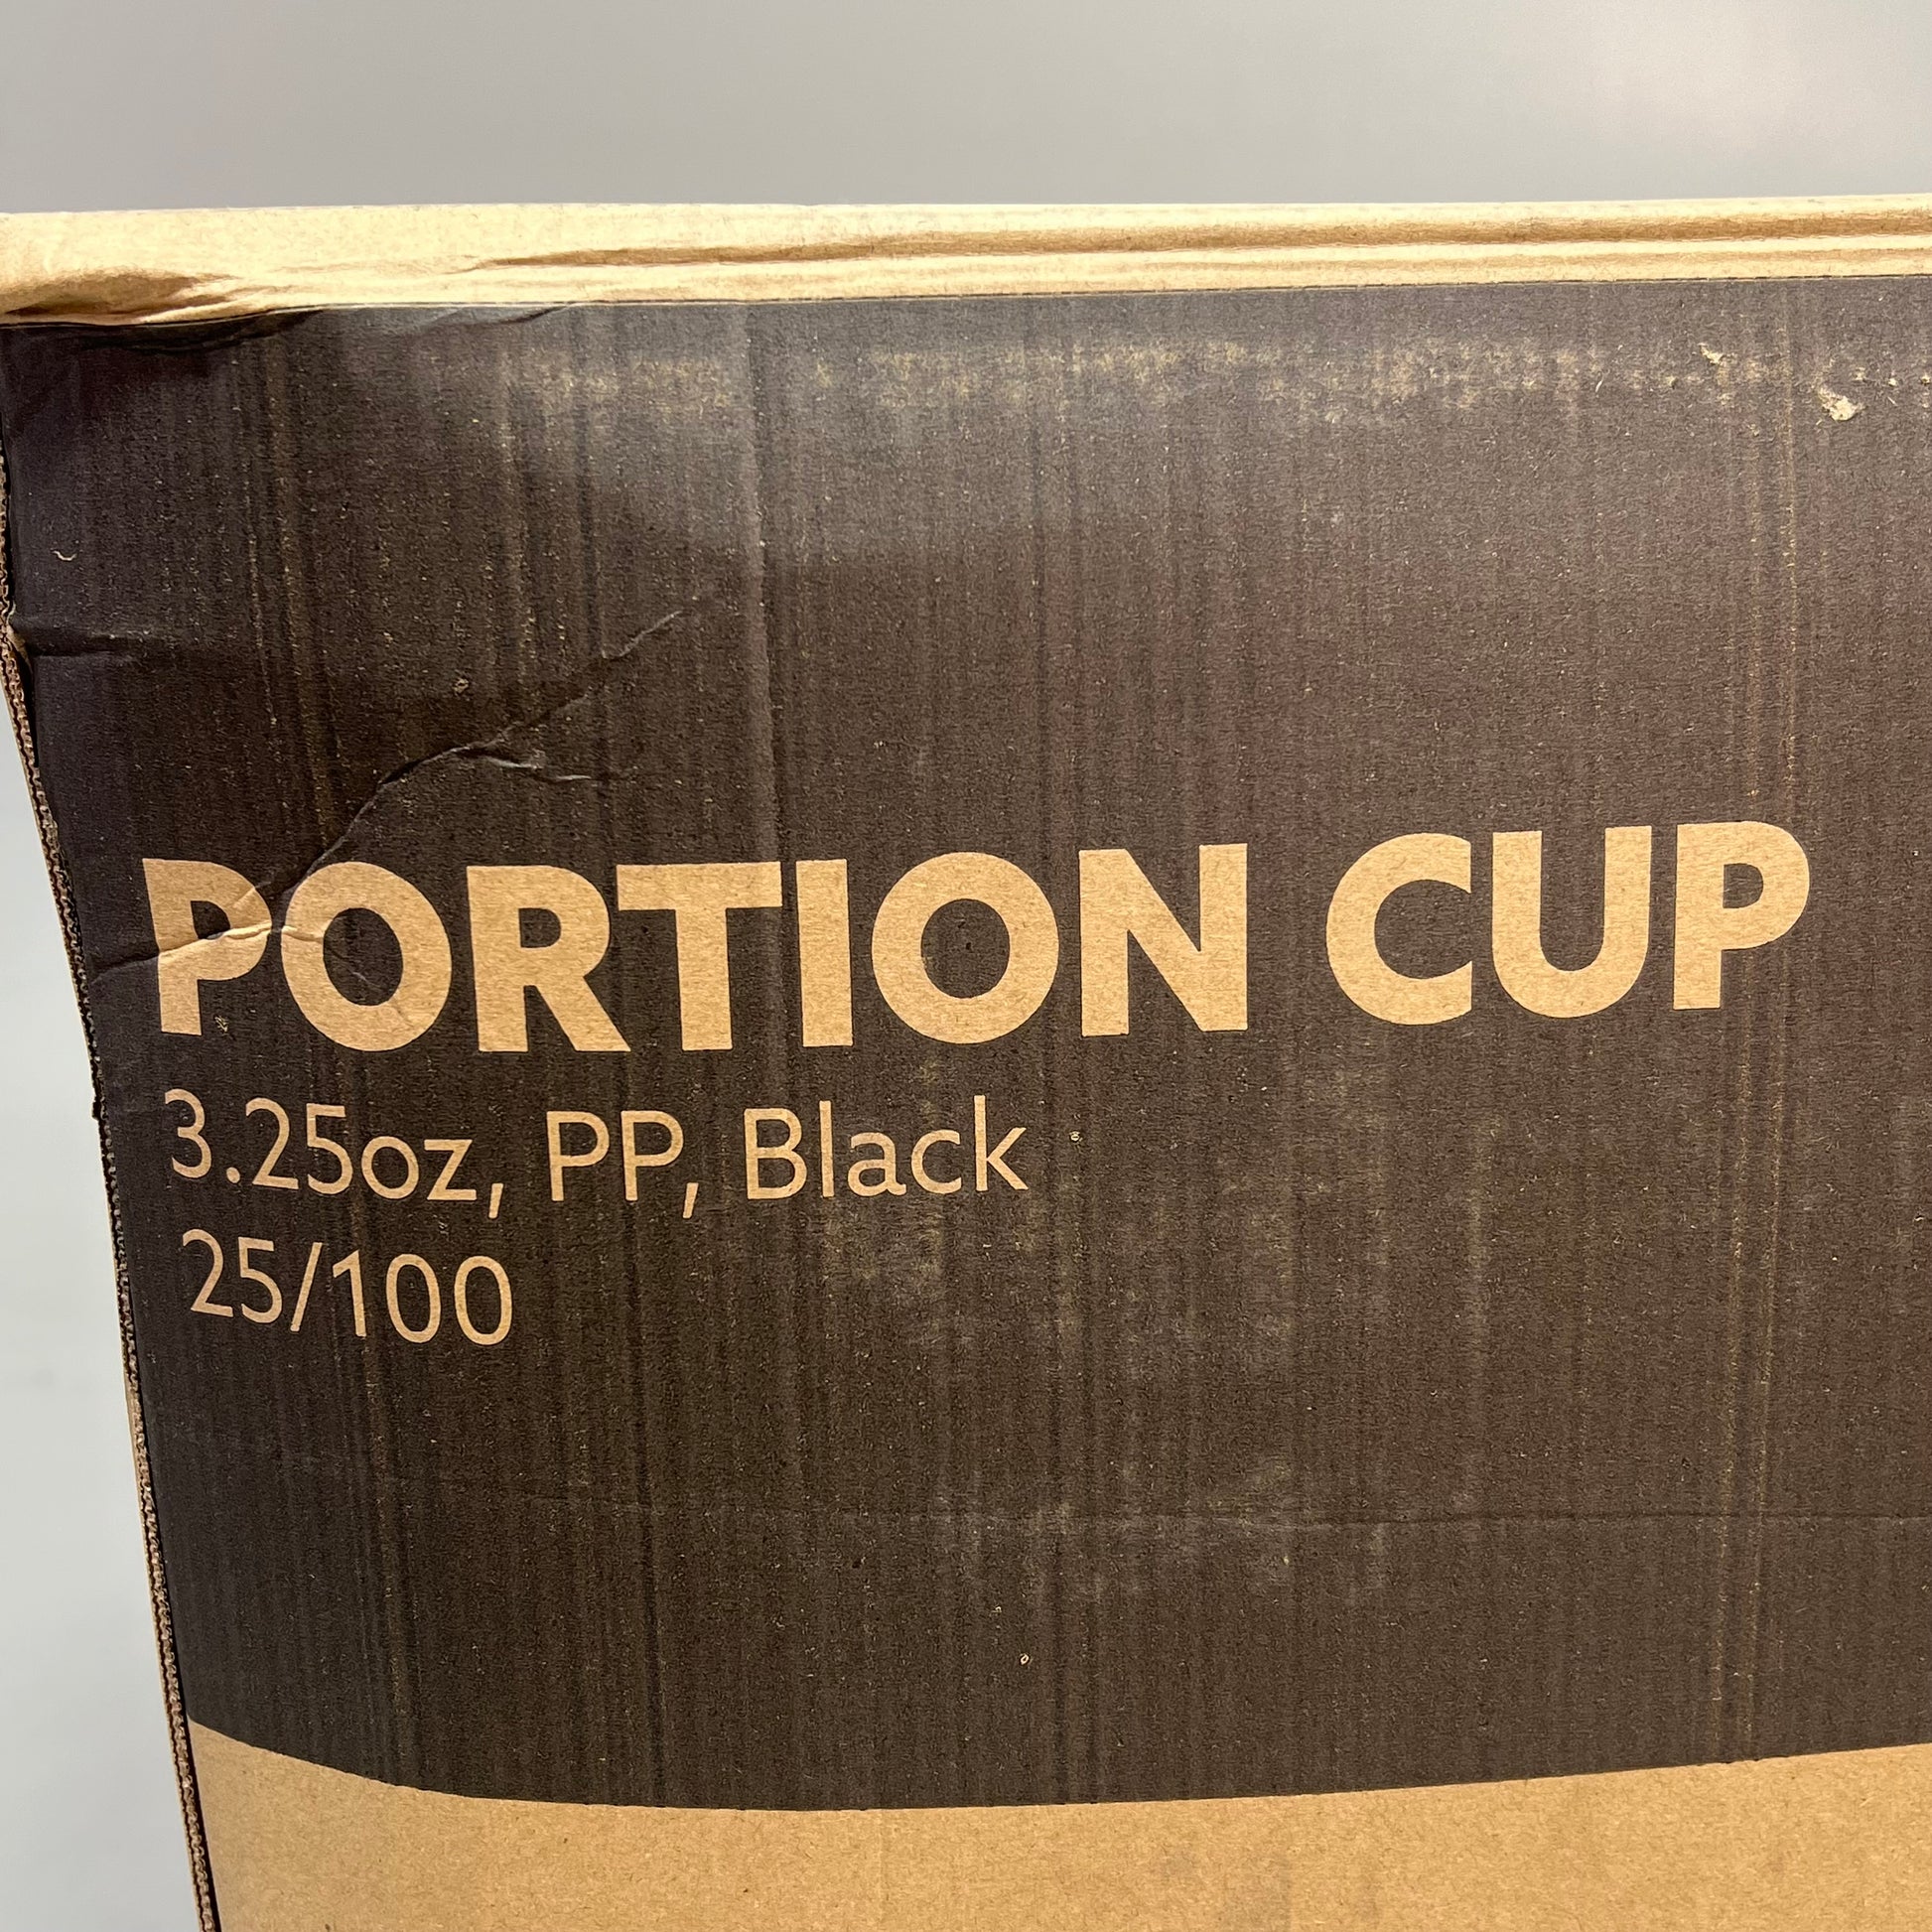 PORTION CUP
3.25oz, PP, Black
25/100